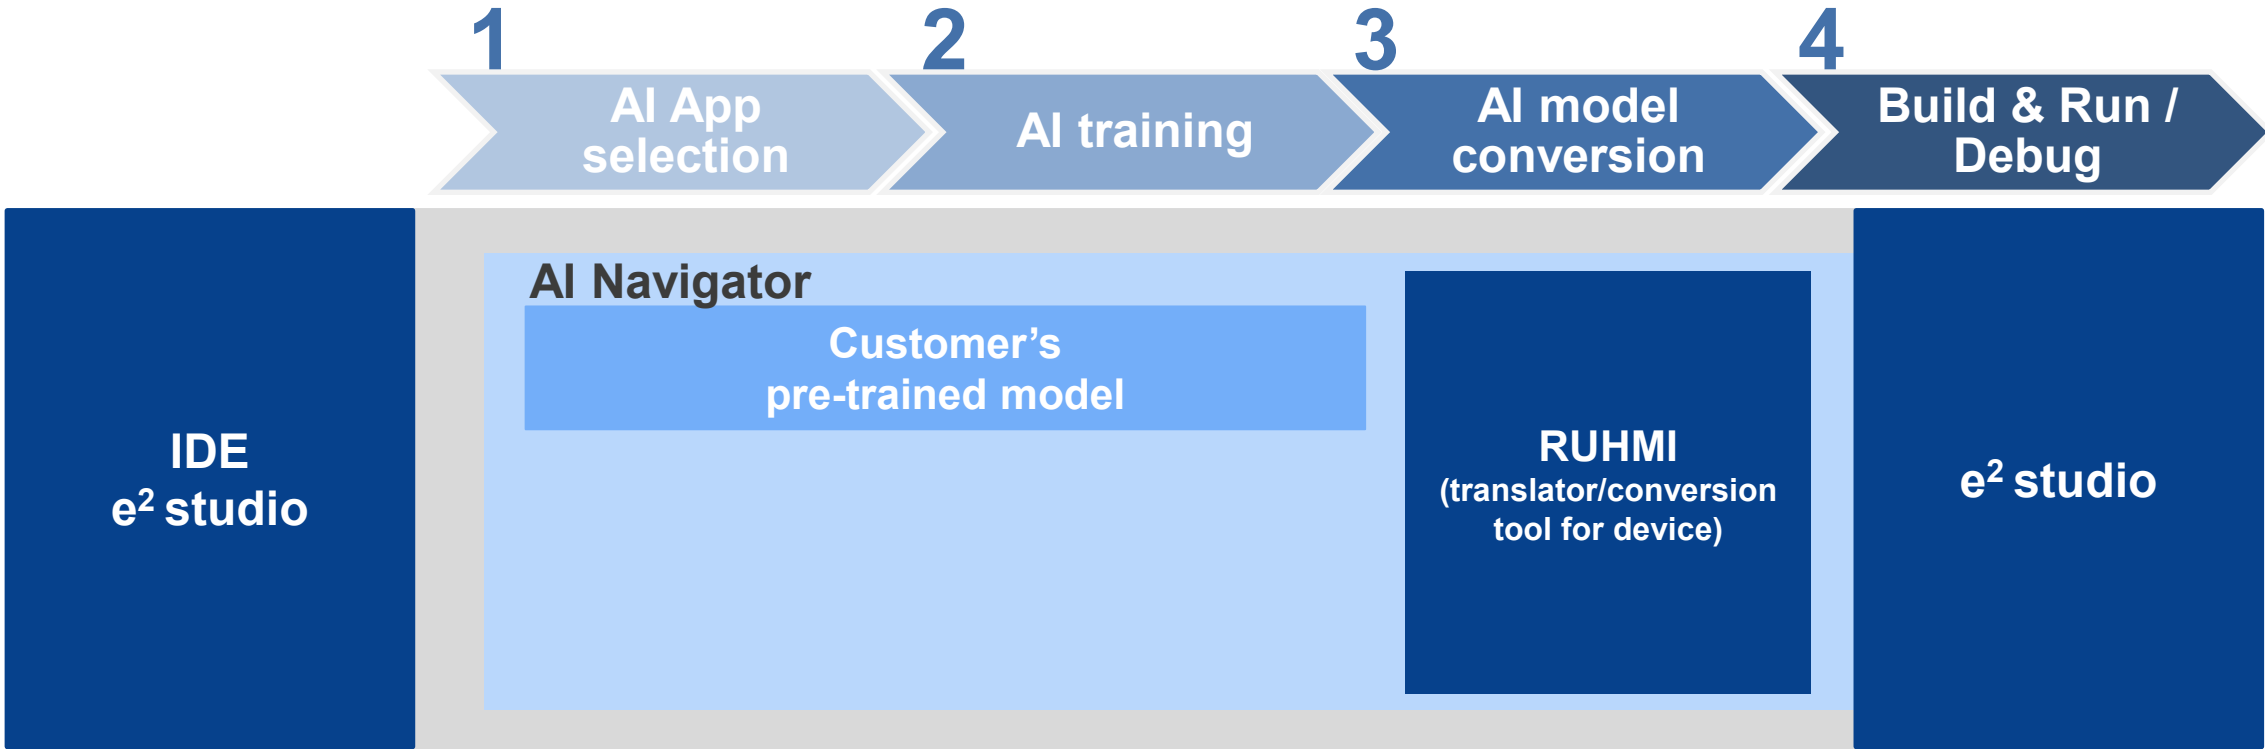 1
2
3
4
AI App
selection
AI training
AI model
conversion
Build & Run /
Debug
IDE
e² studio
AI Navigator
Customer’s
pre-trained model
RUHMI
(translator/conversion
tool for device)
e² studio